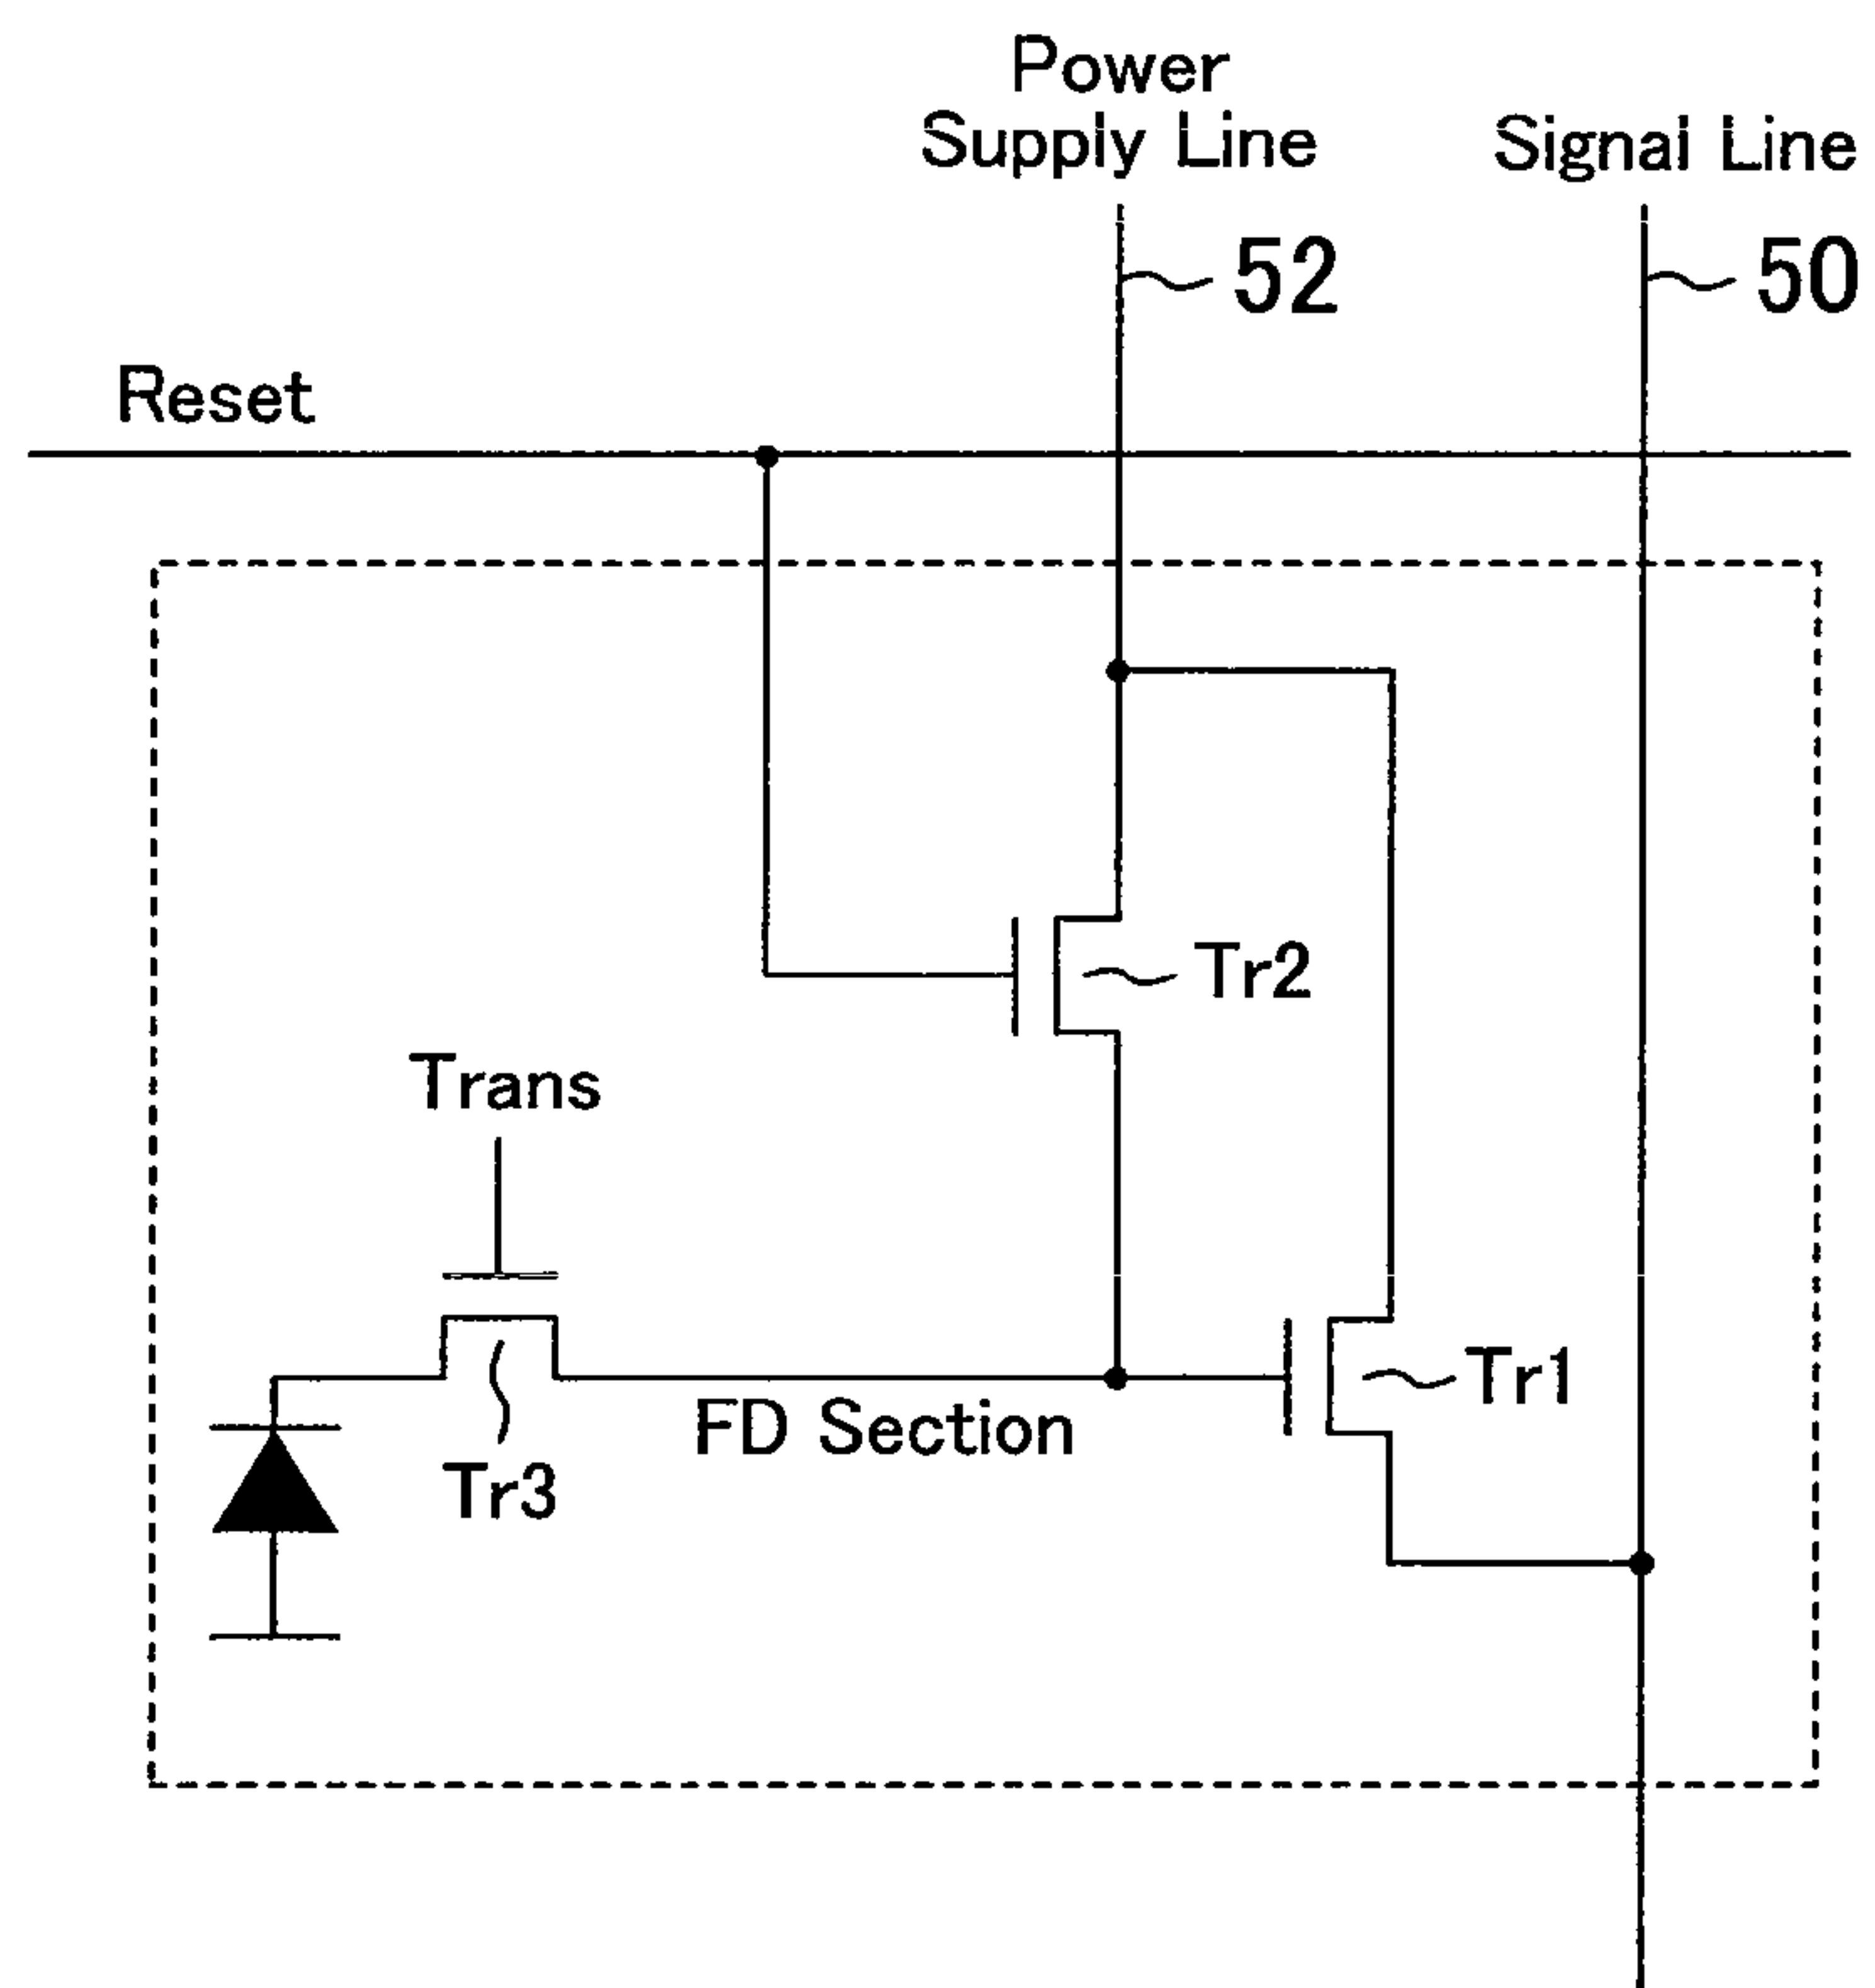 Power
Supply Line
Signal Line
52
50
Reset
Tr2
Trans
Tr1
FD Section
Tr3